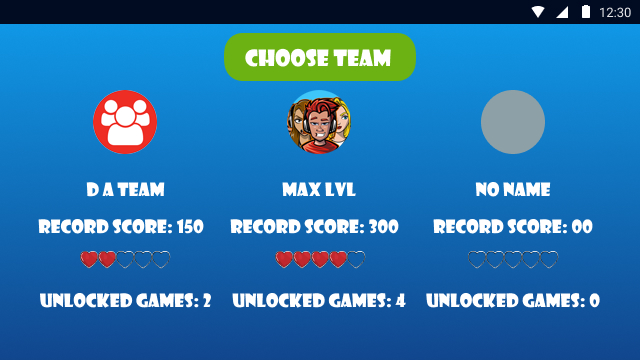 12:30
CHOOSE TEAM
D A TEAM
MAX LVL
NO NAME
RECORD SCORE: 150
RECORD SCORE: 300
RECORD SCORE: 00
UNLOCKED GAMES: 2
UNLOCKED GAMES: 4
UNLOCKED GAMES: 0